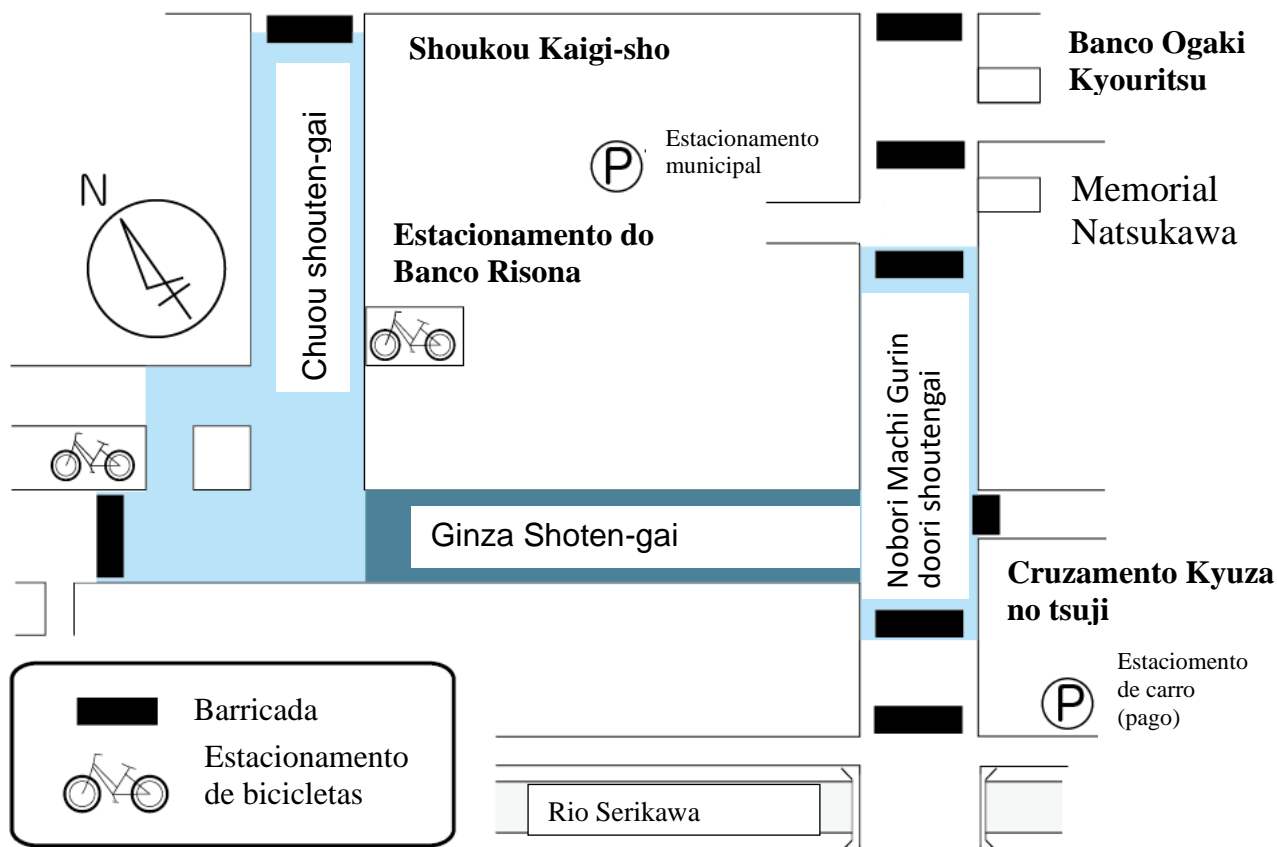 Shoukou Kaigi-sho
Banco Ogaki
Kyouritsu
Chuou shouten-gai
P
Estacionamento
municipal
N
Memorial
Natsukawa
Estacionamento do
Banco Risona
Nobori Machi Gurin
doori shoutengai
Ginza Shoten-gai
Cruzamento Kyuza
no tsuji
P
Estaciomento
de carro
(pago)
Barricada
Estacionamento
de bicicletas
Rio Serikawa